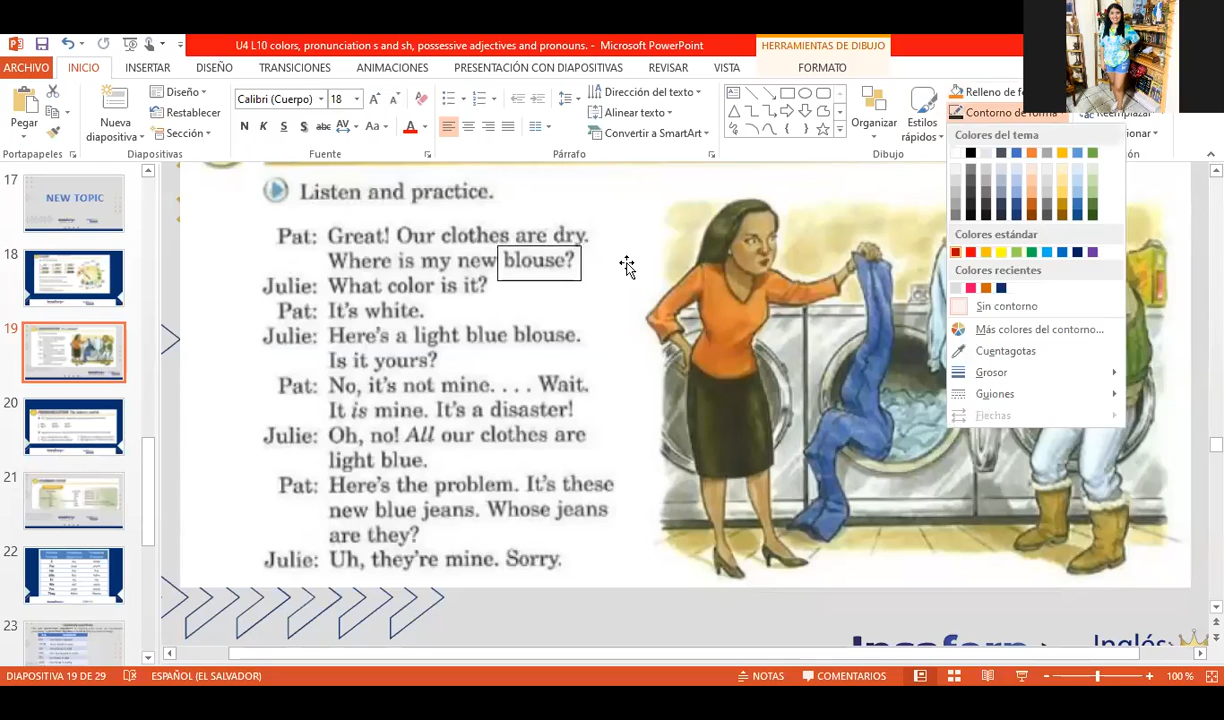 U4 L10 colors, pronunciation s and sh, possessive adjectives and pronouns. - Microsoft PowerPoint
HERRAMIENTAS DE DIBUJO
ARCHIVO INICIO INSERTAR DISEÑO TRANSICIONES ANIMACIONES PRESENTACIÓN CON DIAPOSITIVAS REVISAR VISTA FORMATO
Pegar
Nueva diapositiva
Diseño
Restablecer
Sección
Calibri (Cuerpo) 18
N K S S abc AV Aa A
Dirección del texto
Alinear texto
Convertir a SmartArt
Organizar
Estilos rápidos
Relleno de
Contorno de forma
Reemplazar
Portapapeles Diapositivas Fuente Párrafo Dibujo
Colores del tema
Colores estándar
Colores recientes
Sin contorno
Más colores del contorno...
Cuentagotas
Grosor
Guiones
Flechas
17
NEW TOPIC
18
19
20
21
22
23
Listen and practice.
Pat: Great! Our clothes are dry.
Where is my new blouse?
Julie: What color is it?
Pat: It's white.
Julie: Here's a light blue blouse.
Is it yours?
Pat: No, it's not mine. . . . Wait.
It is mine. It's a disaster!
Julie: Oh, no! All our clothes are
light blue.
Pat: Here's the problem. It's these
new blue jeans. Whose jeans
are they?
Julie: Uh, they're mine. Sorry.
Inglés
DIAPOSITIVA 19 DE 29 ESPAÑOL (EL SALVADOR) NOTAS COMENTARIOS 100 %